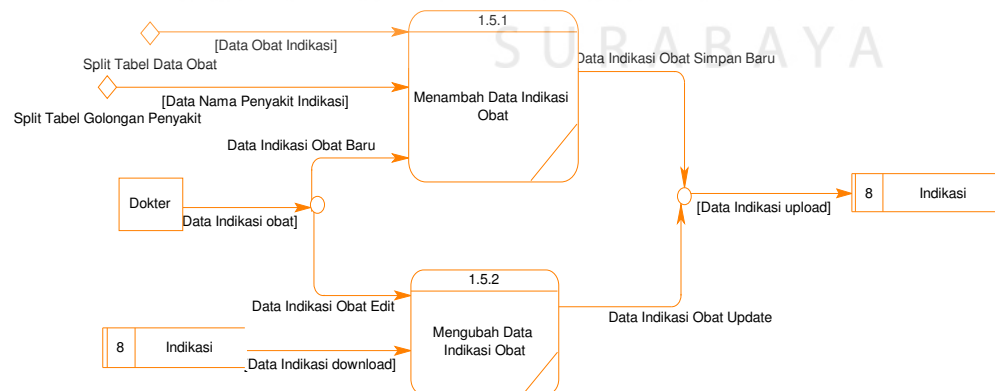 1.5.1
SURABAYA
[Data Obat Indikasi]
Data Indikasi Obat Simpan Baru
Split Tabel Data Obat
[Data Nama Penyakit Indikasi]
Menambah Data Indikasi
Obat
Split Tabel Golongan Penyakit
Data Indikasi Obat Baru
Dokter
Data Indikasi obat]
8
Indikasi
[Data Indikasi upload]
1.5.2
Data Indikasi Obat Edit
Data Indikasi Obat Update
Mengubah Data
Indikasi Obat
8
Indikasi
[Data Indikasi download]